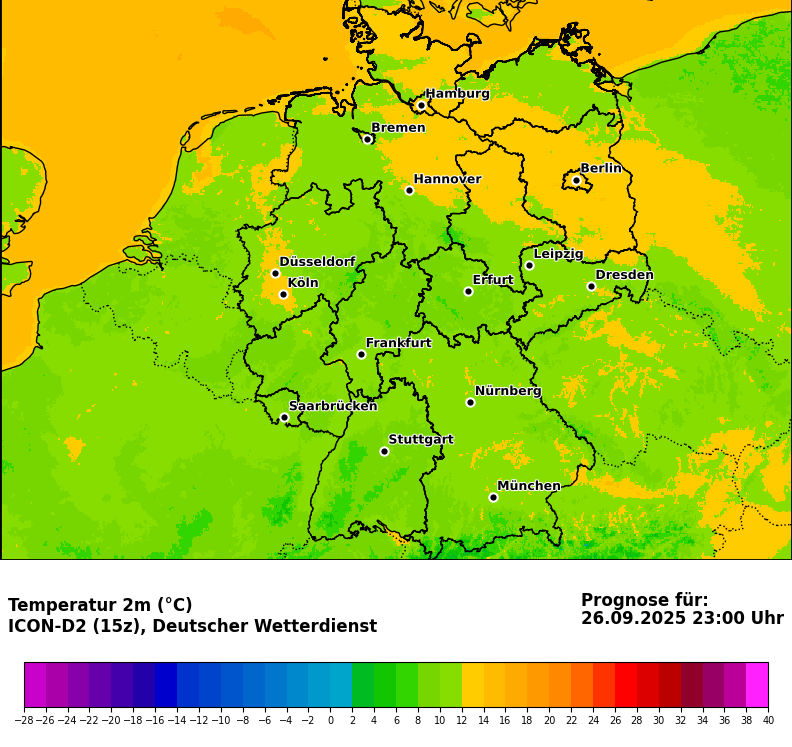 Hamburg
Bremen
Berlin
Hannover
Leipzig
Düsseldorf
Dresden
Köln
Erfurt
Frankfurt
Nürnberg
Saarbrücken
Stuttgart
München
Temperatur 2m (°C)
ICON-D2 (15z), Deutscher Wetterdienst
Prognose für:
26.09.2025 23:00 Uhr
−28 −26 −24 −22 −20 −18 −16 −14 −12 −10 −8 −6 −4 −2 0 2 4 6 8 10 12 14 16 18 20 22 24 26 28 30 32 34 36 38 40